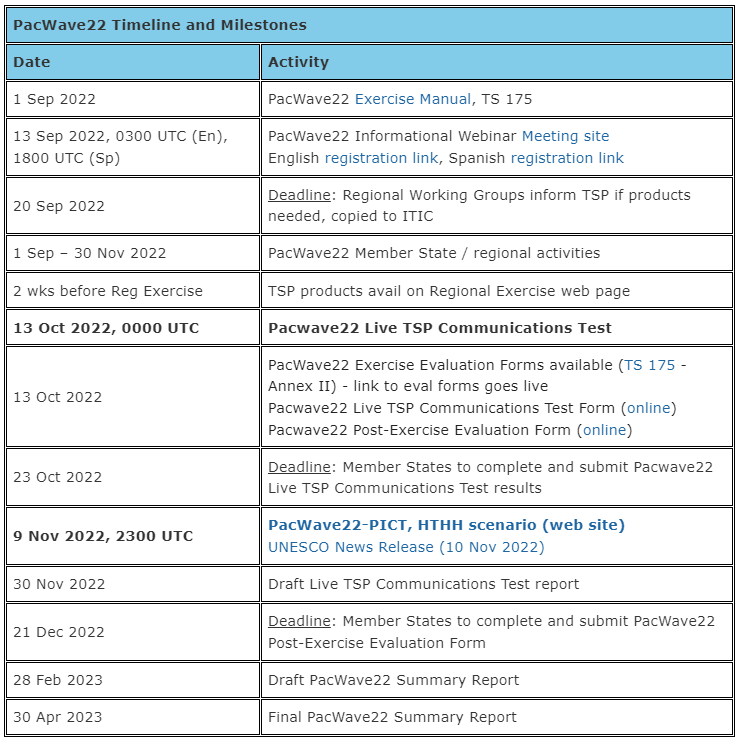 PacWave22 Timeline and Milestones
Date
Activity
1 Sep 2022
PacWave22 Exercise Manual, TS 175
13 Sep 2022, 0300 UTC (En),
1800 UTC (Sp)
PacWave22 Informational Webinar Meeting site
English registration link, Spanish registration link
20 Sep 2022
Deadline: Regional Working Groups inform TSP if products
needed, copied to ITIC
1 Sep – 30 Nov 2022
PacWave22 Member State / regional activities
2 wks before Reg Exercise
TSP products avail on Regional Exercise web page
13 Oct 2022, 0000 UTC
Pacwave22 Live TSP Communications Test
13 Oct 2022
PacWave22 Exercise Evaluation Forms available (TS 175 -
Annex II) - link to eval forms goes live
Pacwave22 Live TSP Communications Test Form (online)
Pacwave22 Post-Exercise Evaluation Form (online)
23 Oct 2022
Deadline: Member States to complete and submit Pacwave22
Live TSP Communications Test results
9 Nov 2022, 2300 UTC
PacWave22-PICT, HTHH scenario (web site)
UNESCO News Release (10 Nov 2022)
30 Nov 2022
Draft Live TSP Communications Test report
21 Dec 2022
Deadline: Member States to complete and submit PacWave22
Post-Exercise Evaluation Form
28 Feb 2023
Draft PacWave22 Summary Report
30 Apr 2023
Final PacWave22 Summary Report